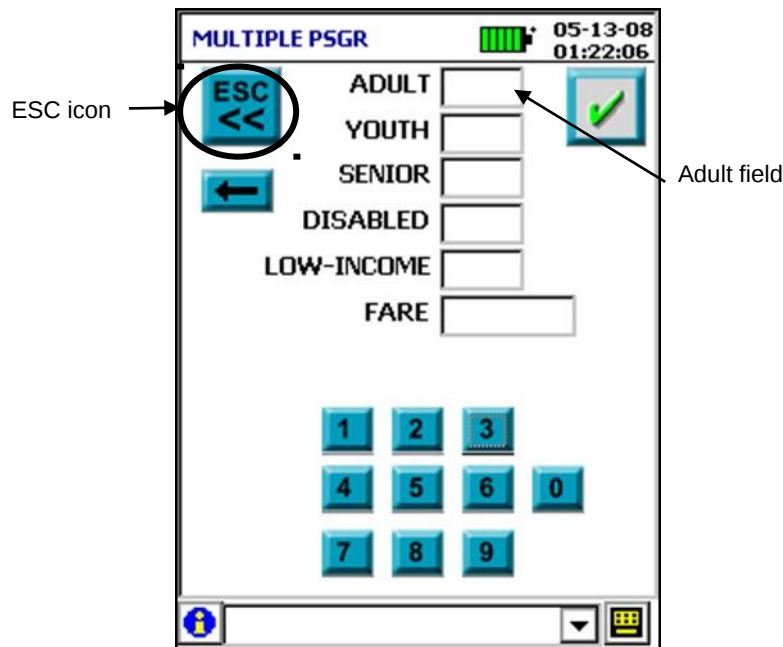 MULTIPLE PSGR
05-13-08
01:22:06
ESC
<<
ESC icon
ADULT
Adult field
YOUTH
SENIOR
DISABLED
LOW-INCOME
FARE
1 2 3
4 5 6 0
7 8 9